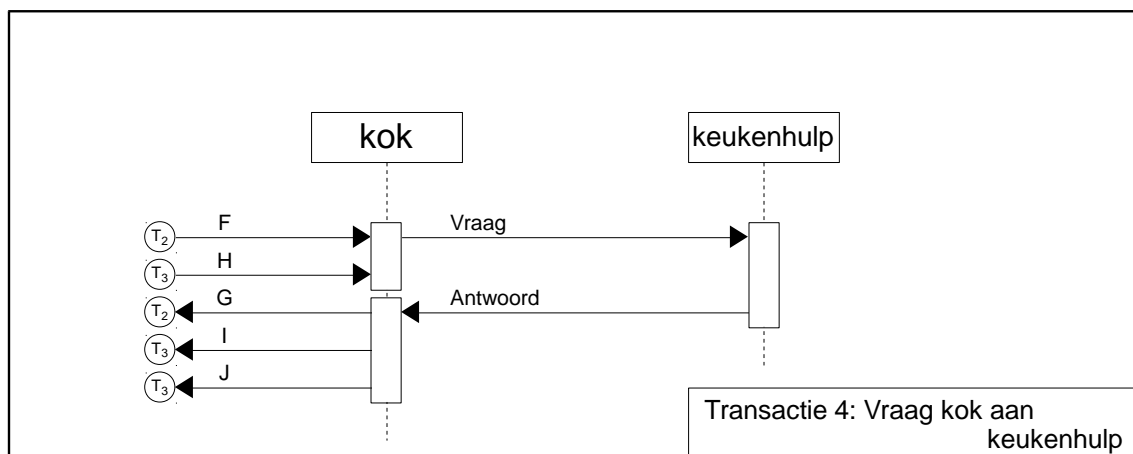 kok
keukenhulp
T2 F Vraag
T3 H
T2 G Antwoord
T3 I
T3 J
Transactie 4: Vraag kok aan
keukenhulp